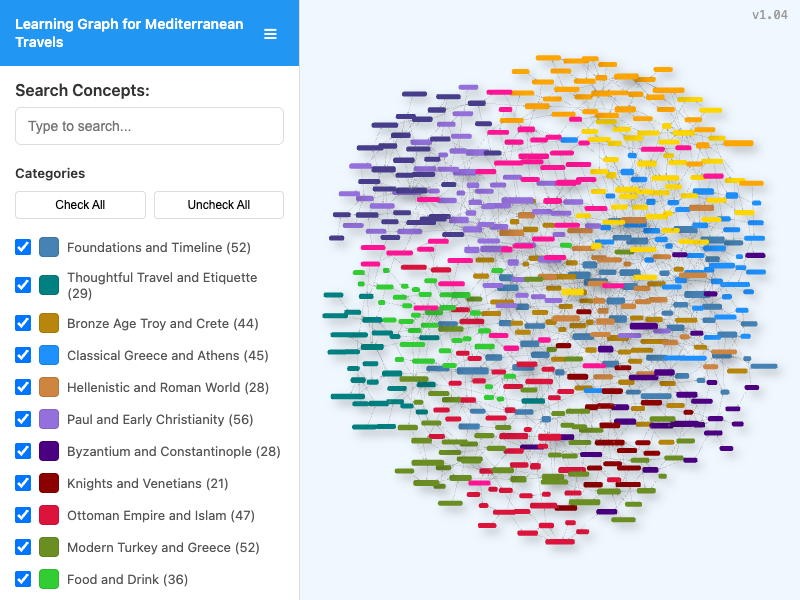 Learning Graph for Mediterranean
Travels
≡
v1.04
Search Concepts:
Type to search...
Categories
Check All
Uncheck All
Foundations and Timeline (52)
Thoughtful Travel and Etiquette
(29)
Bronze Age Troy and Crete (44)
Classical Greece and Athens (45)
Hellenistic and Roman World (28)
Paul and Early Christianity (56)
Byzantium and Constantinople (28)
Knights and Venetians (21)
Ottoman Empire and Islam (47)
Modern Turkey and Greece (52)
Food and Drink (36)